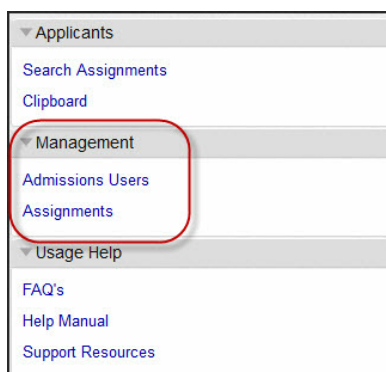 Applicants
Search Assignments
Clipboard
Management
Admissions Users
Assignments
Usage Help
FAQ's
Help Manual
Support Resources